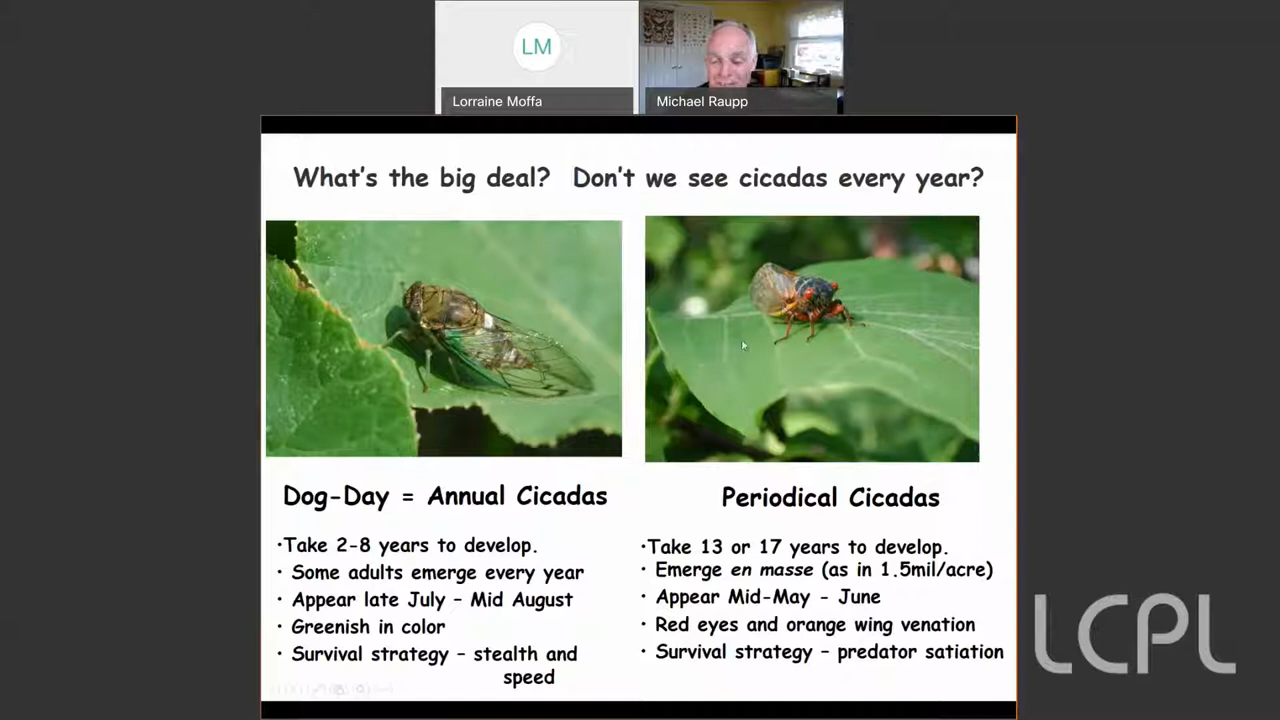 LM
Lorraine Moffa
Michael Raupp
What's the big deal? Don't we see cicadas every year?
Dog-Day = Annual Cicadas
•Take 2-8 years to develop.
• Some adults emerge every year
• Appear late July – Mid August
• Greenish in color
• Survival strategy – stealth and
speed
Periodical Cicadas
•Take 13 or 17 years to develop.
• Emerge en masse (as in 1.5mil/acre)
• Appear Mid-May - June
• Red eyes and orange wing venation
• Survival strategy – predator satiation
LCPL